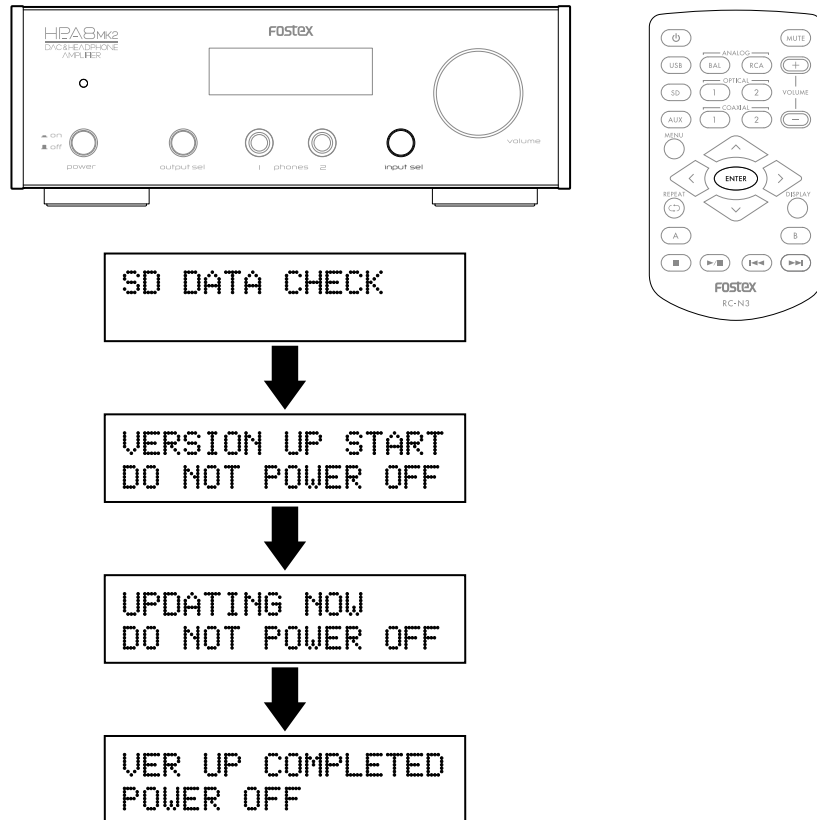 HPA8MK2
DAC&HEADPHONE
AMPLIFIER
FOSTEX
on
off
power
output sel
1 phones 2
input sel
volume
MUTE
ANALOG
USB BAL RCA +
OPTICAL
SD 1 2 VOLUME
COAXIAL
AUX 1 2 −
MENU
ENTER
REPEAT DISPLAY
A B
FOSTEX
RC-N3
SD DATA CHECK
VERSION UP START
DO NOT POWER OFF
UPDATING NOW
DO NOT POWER OFF
VER UP COMPLETED
POWER OFF